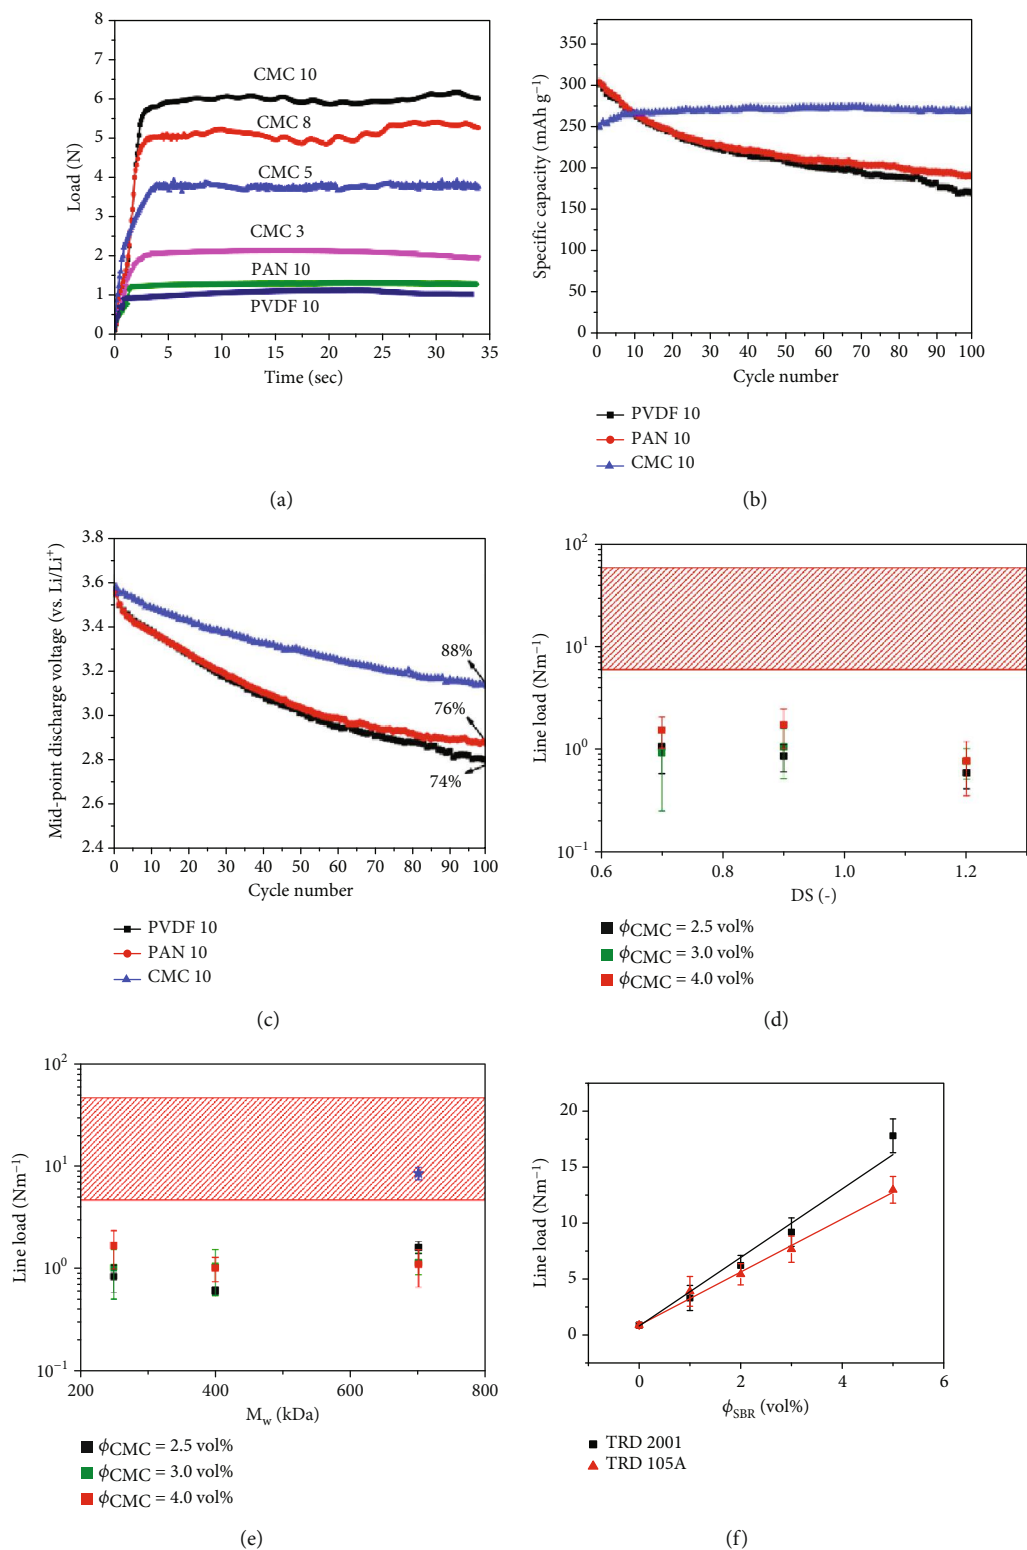 8
7
6
5
4
3
2
1
0
Load (N)
CMC 10
CMC 8
CMC 5
CMC 3
PAN 10
PVDF 10
0 5 10 15 20 25 30 35
Time (sec)
(a)
350
300
250
200
150
100
50
0
Specific capacity (mAh g⁻¹)
0 10 20 30 40 50 60 70 80 90 100
Cycle number
PVDF 10
PAN 10
CMC 10
(b)
3.8
3.6
3.4
3.2
3.0
2.8
2.6
2.4
Mid-point discharge voltage (vs. Li/Li⁺)
88%
76%
74%
0 10 20 30 40 50 60 70 80 90 100
Cycle number
PVDF 10
PAN 10
CMC 10
(c)
10²
10¹
10⁰
10⁻¹
Line load (Nm⁻¹)
0.6 0.8 1.0 1.2
DS (-)
ϕCMC = 2.5 vol%
ϕCMC = 3.0 vol%
ϕCMC = 4.0 vol%
(d)
10²
10¹
10⁰
10⁻¹
Line load (Nm⁻¹)
200 400 600 800
M_w (kDa)
ϕCMC = 2.5 vol%
ϕCMC = 3.0 vol%
ϕCMC = 4.0 vol%
(e)
20
15
10
5
0
Line load (Nm⁻¹)
0 2 4 6
ϕSBR (vol%)
TRD 2001
TRD 105A
(f)